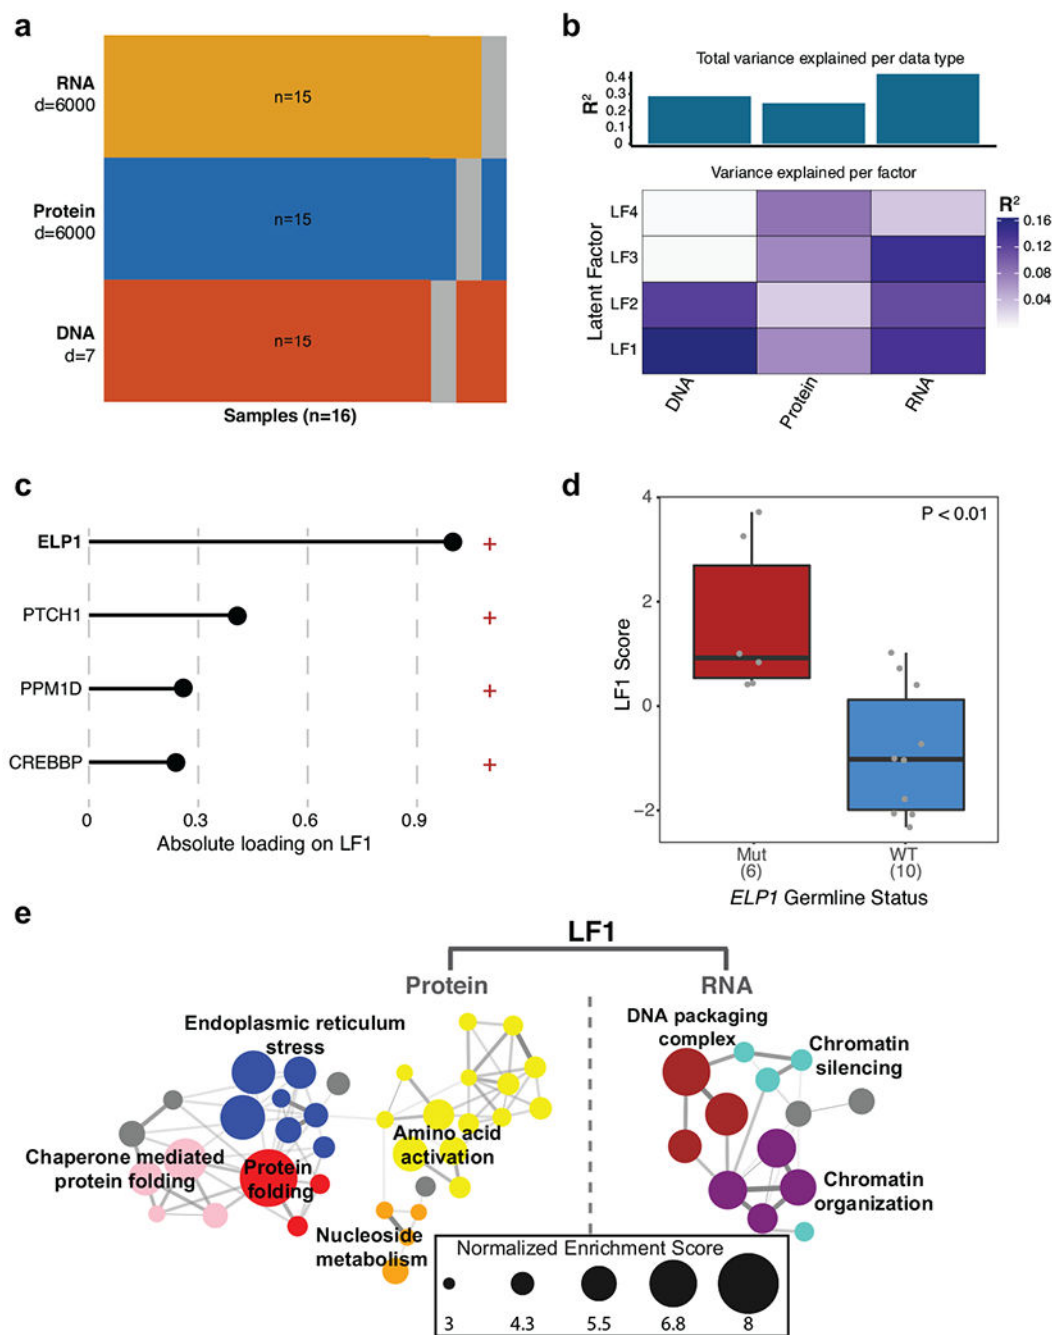 a
RNA
d=6000
n=15
Protein
d=6000
n=15
DNA
d=7
n=15
Samples (n=16)
b
Total variance explained per data type
R²
0.4
0.3
0.2
0.1
0
Variance explained per factor
Latent Factor
LF4
LF3
LF2
LF1
DNA
Protein
RNA
R²
0.16
0.12
0.08
0.04
c
ELP1 +
PTCH1 +
PPM1D +
CREBBP +
0 0.3 0.6 0.9
Absolute loading on LF1
d
P < 0.01
LF1 Score
4
2
0
−2
Mut WT
(6) (10)
ELP1 Germline Status
e
LF1
Protein RNA
Endoplasmic reticulum
stress
Chaperone mediated
protein folding
Protein
folding
Amino acid
activation
Nucleoside
metabolism
DNA packaging
complex
Chromatin
silencing
Chromatin
organization
Normalized Enrichment Score
3 4.3 5.5 6.8 8